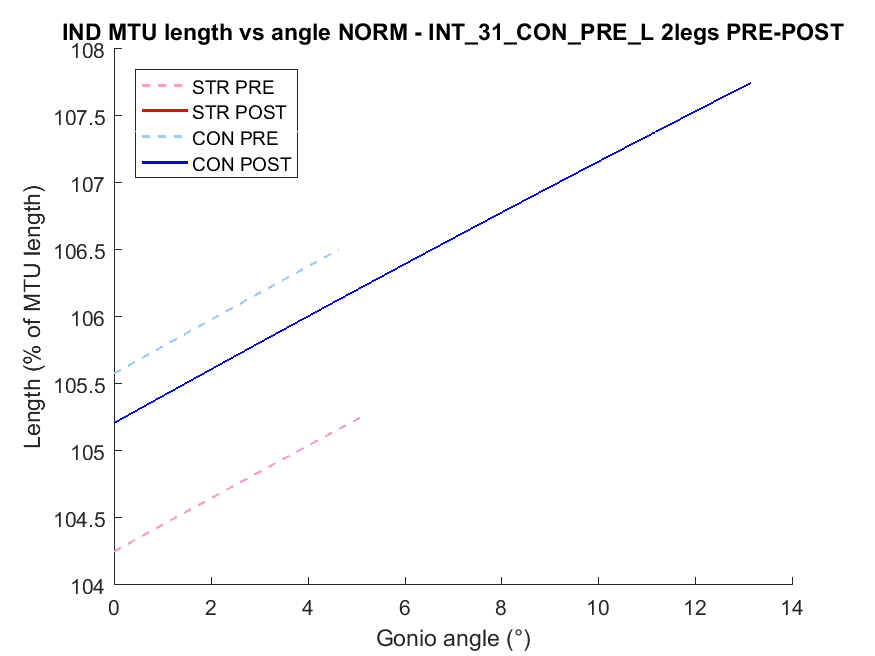 IND MTU length vs angle NORM - INT_31_CON_PRE_L 2legs PRE-POST
108
107.5
107
106.5
106
105.5
105
104.5
104
STR PRE
STR POST
CON PRE
CON POST
Length (% of MTU length)
0 2 4 6 8 10 12 14
Gonio angle (°)